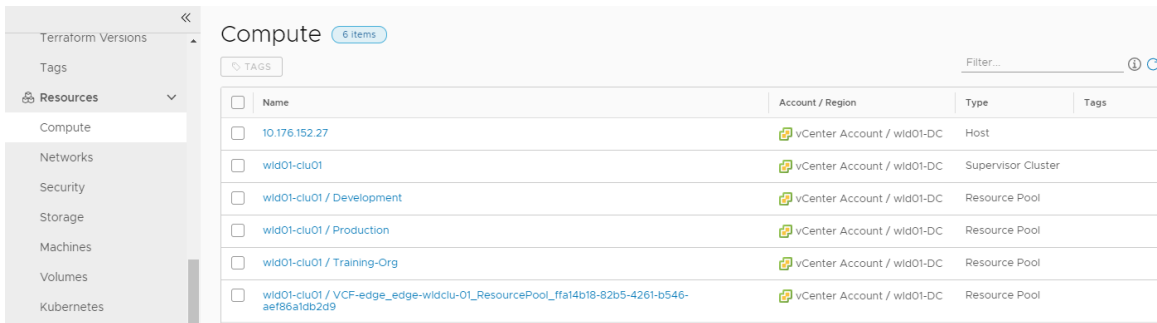 Terraform Versions
Tags
Resources
Compute
Networks
Security
Storage
Machines
Volumes
Kubernetes
Compute 6 items
TAGS
Filter...
Name Account / Region Type Tags
10.176.152.27 vCenter Account / wld01-DC Host
wld01-clu01 vCenter Account / wld01-DC Supervisor Cluster
wld01-clu01 / Development vCenter Account / wld01-DC Resource Pool
wld01-clu01 / Production vCenter Account / wld01-DC Resource Pool
wld01-clu01 / Training-Org vCenter Account / wld01-DC Resource Pool
wld01-clu01 / VCF-edge_edge-wldclu-01_ResourcePool_ffa14b18-82b5-4261-b546- vCenter Account / wld01-DC Resource Pool
aef86a1db2d9